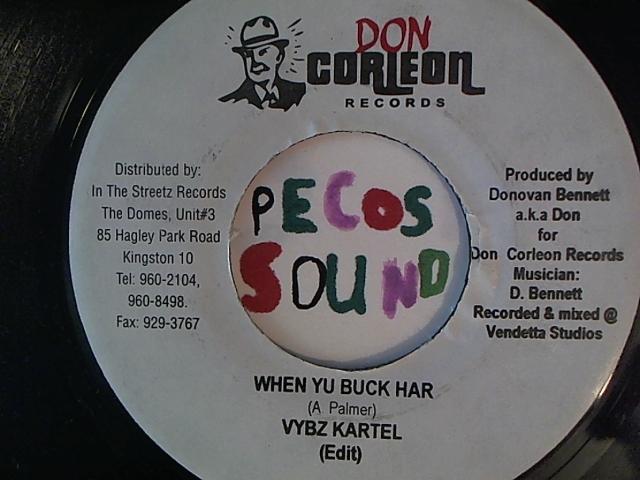 DON
CORLEON
RECORDS
Distributed by:
In The Streetz Records
The Domes, Unit#3
85 Hagley Park Road
Kingston 10
Tel: 960-2104,
960-8498.
Fax: 929-3767
PECOS
SOUND
Produced by
Donovan Bennett
a.k.a Don
for
Don Corleon Records
Musician:
D. Bennett
Recorded & mixed @
Vendetta Studios
WHEN YU BUCK HAR
(A Palmer)
VYBZ KARTEL
(Edit)